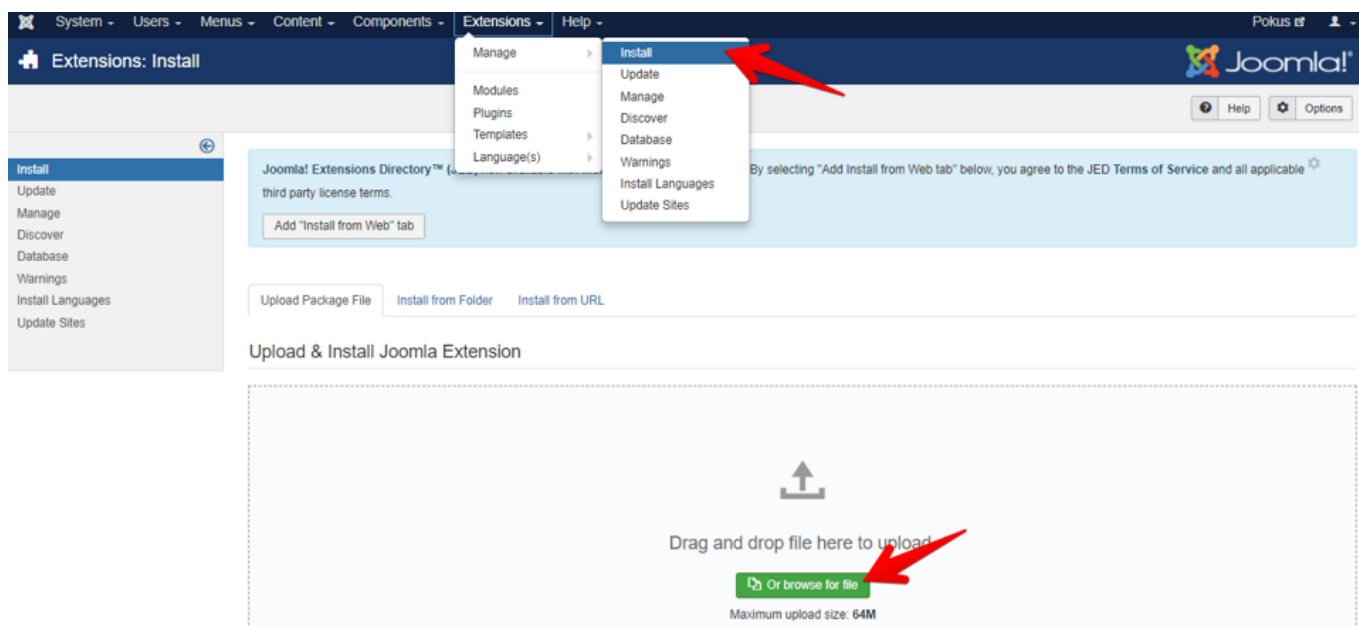 System Users Menus Content Components Extensions Help Pokus
Extensions: Install
Joomla!®
Manage
Modules
Plugins
Templates
Language(s)
Install
Update
Manage
Discover
Database
Warnings
Install Languages
Update Sites
Help Options
Install
Update
Manage
Discover
Database
Warnings
Install Languages
Update Sites
Joomla! Extensions Directory™ By selecting "Add Install from Web tab" below, you agree to the JED Terms of Service and all applicable
third party license terms.
Add "Install from Web" tab
Upload Package File Install from Folder Install from URL
Upload & Install Joomla Extension
Drag and drop file here to upload
Or browse for file
Maximum upload size: 64M